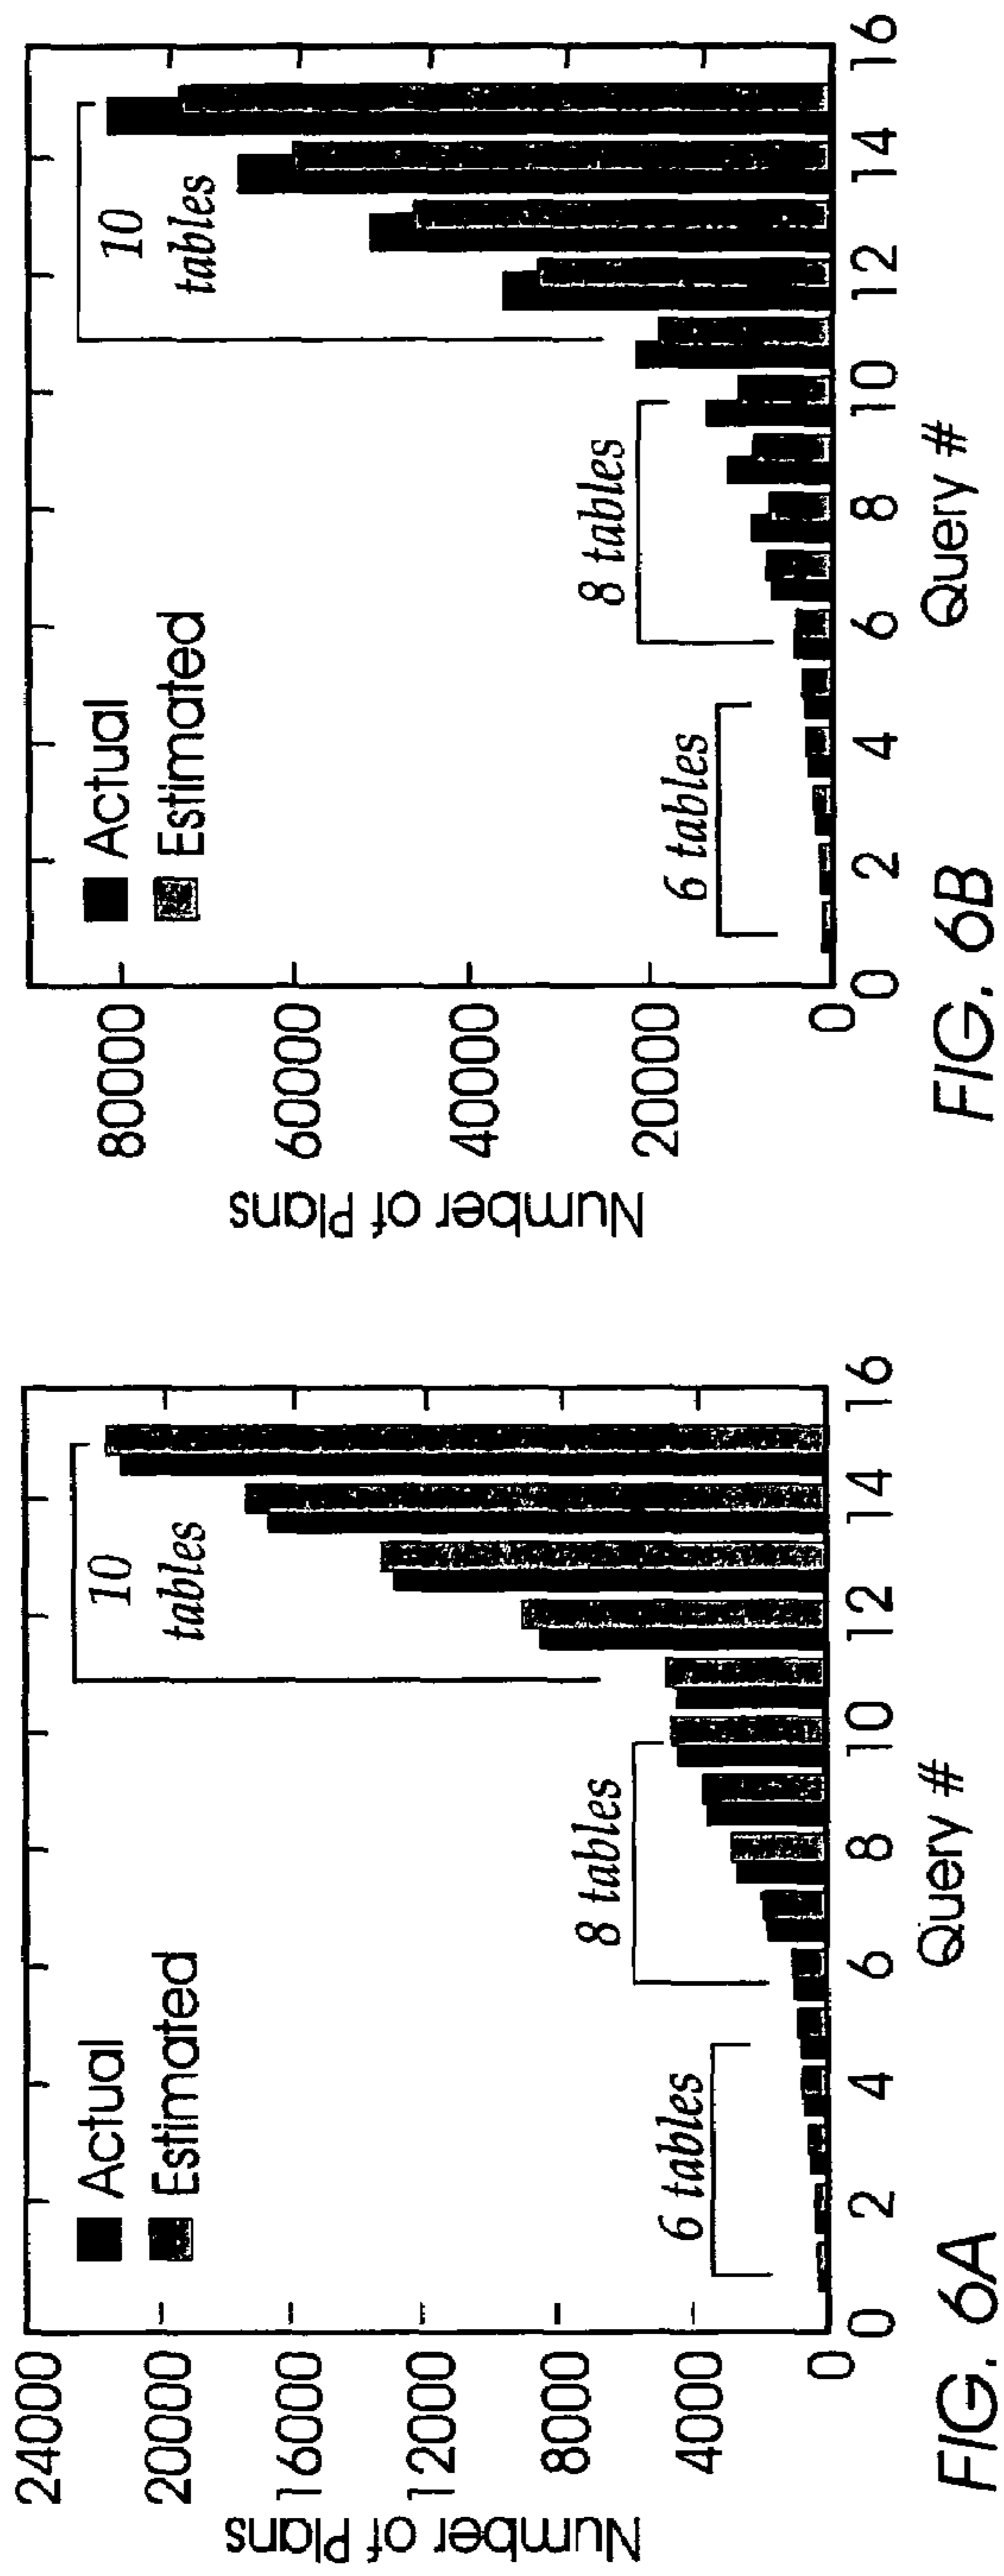 24000
20000
16000
12000
8000
4000
0
Number of Plans
Actual
Estimated
6 tables
8 tables
10
tables
0 2 4 6 8 10 12 14 16
Query #
FIG. 6A
80000
60000
40000
20000
0
Number of Plans
Actual
Estimated
6 tables
8 tables
10
tables
0 2 4 6 8 10 12 14 16
Query #
FIG. 6B